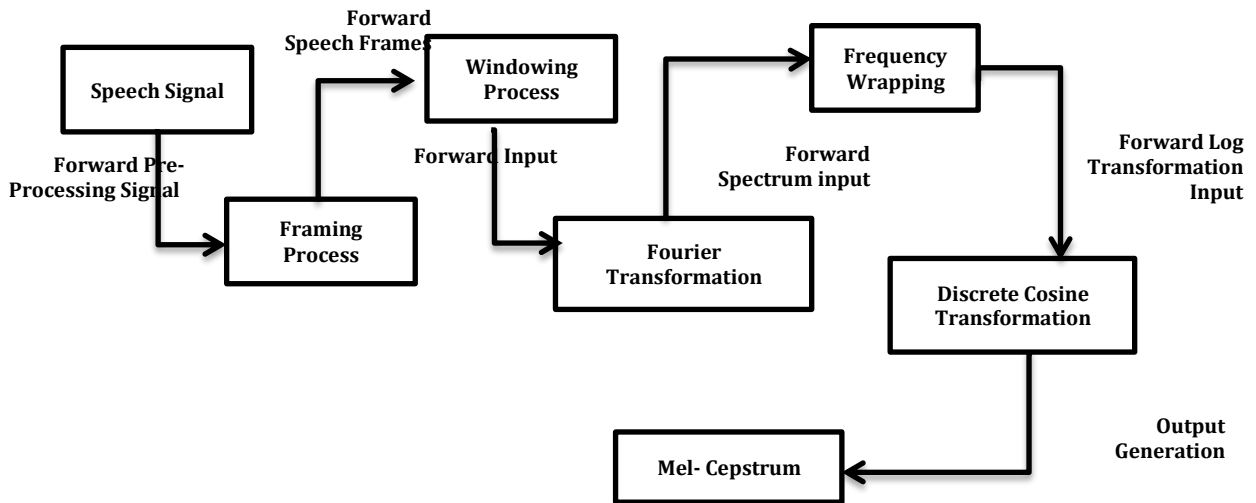 Speech Signal
Forward Pre-
Processing Signal
Framing
Process
Forward
Speech Frames
Windowing
Process
Forward Input
Fourier
Transformation
Forward
Spectrum input
Frequency
Wrapping
Forward Log
Transformation
Input
Discrete Cosine
Transformation
Output
Generation
Mel- Cepstrum